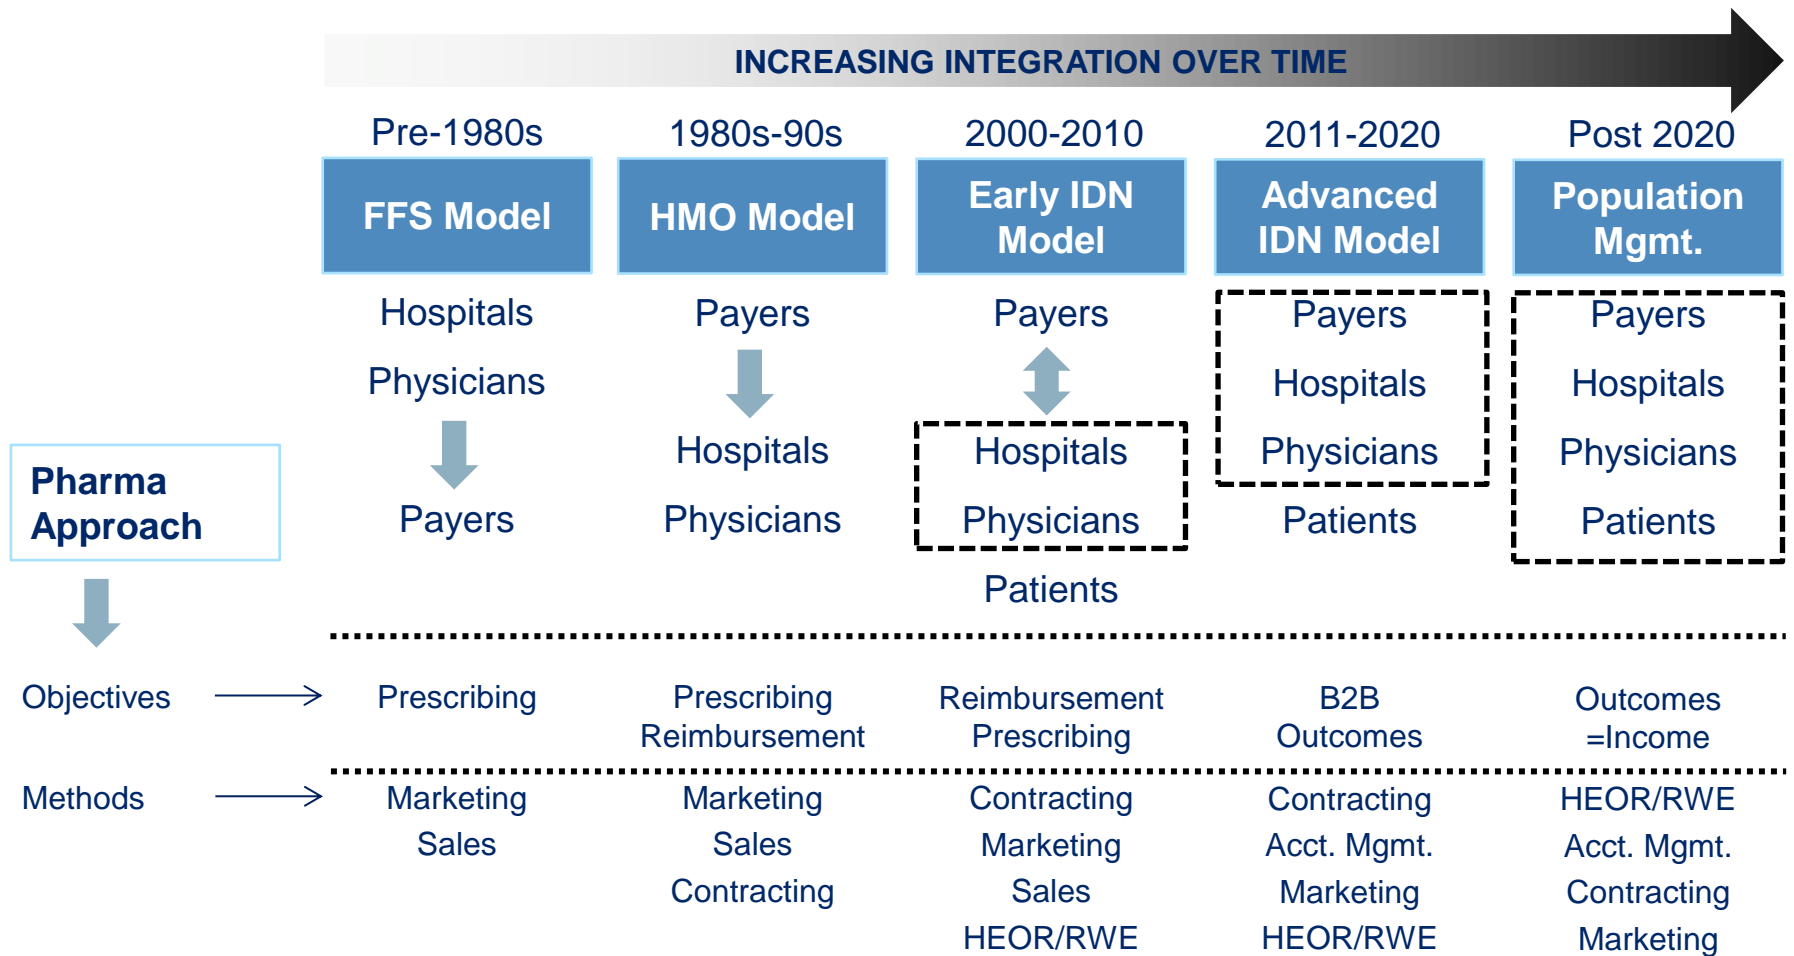 INCREASING INTEGRATION OVER TIME
Pre-1980s
1980s-90s
2000-2010
2011-2020
Post 2020
FFS Model
HMO Model
Early IDN
Model
Advanced
IDN Model
Population
Mgmt.
Hospitals
Physicians
Payers
Payers
Hospitals
Physicians
Payers
Hospitals
Physicians
Patients
Payers
Hospitals
Physicians
Patients
Payers
Hospitals
Physicians
Patients
Pharma
Approach
Objectives
Prescribing
Prescribing
Reimbursement
Reimbursement
Prescribing
B2B
Outcomes
Outcomes
=Income
Methods
Marketing
Sales
Marketing
Sales
Contracting
Contracting
Marketing
Sales
HEOR/RWE
Contracting
Acct. Mgmt.
Marketing
HEOR/RWE
HEOR/RWE
Acct. Mgmt.
Contracting
Marketing